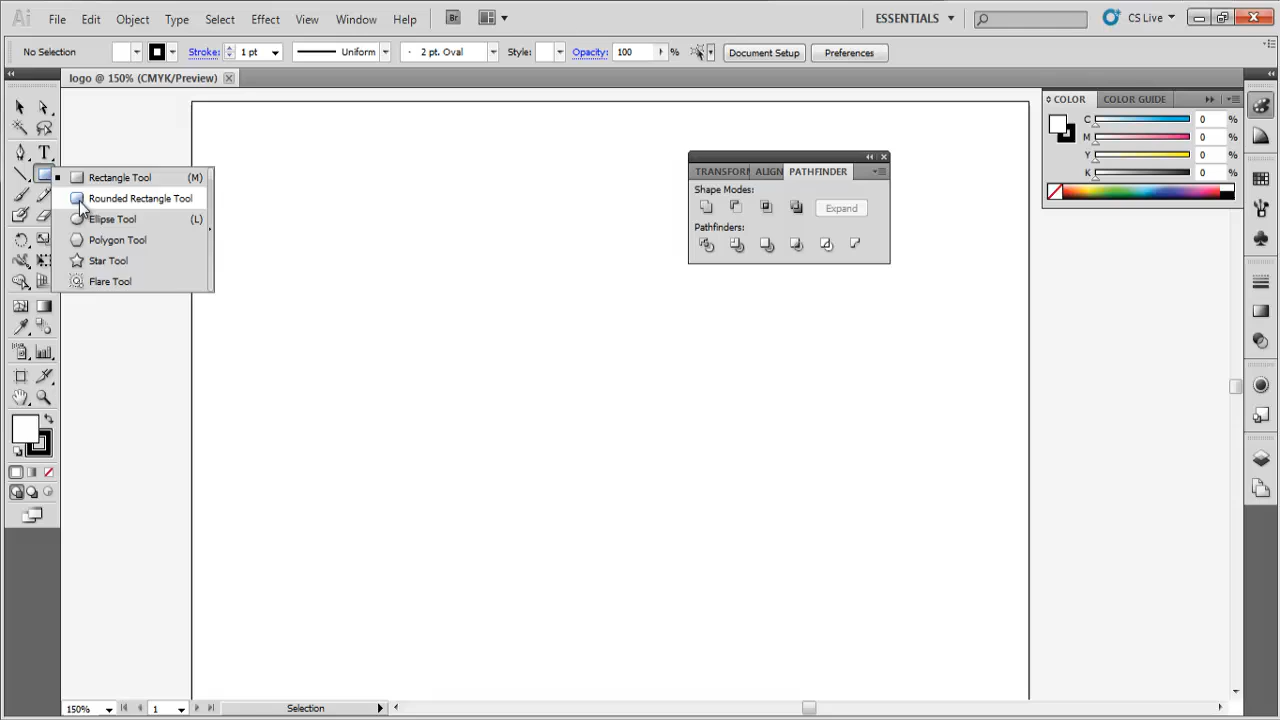 Ai File Edit Object Type Select Effect View Window Help Br ESSENTIALS CS Live
No Selection Stroke: 1 pt Uniform 2 pt. Oval Style: Opacity: 100 % Document Setup Preferences
logo @ 150% (CMYK/Preview)
COLOR COLOR GUIDE
C 0 %
M 0 %
Y 0 %
K 0 %
T
Rectangle Tool (M)
Rounded Rectangle Tool
Ellipse Tool (L)
Polygon Tool
Star Tool
Flare Tool
TRANSFORM ALIGN PATHFINDER
Shape Modes:
Expand
Pathfinders:
150% 1 Selection